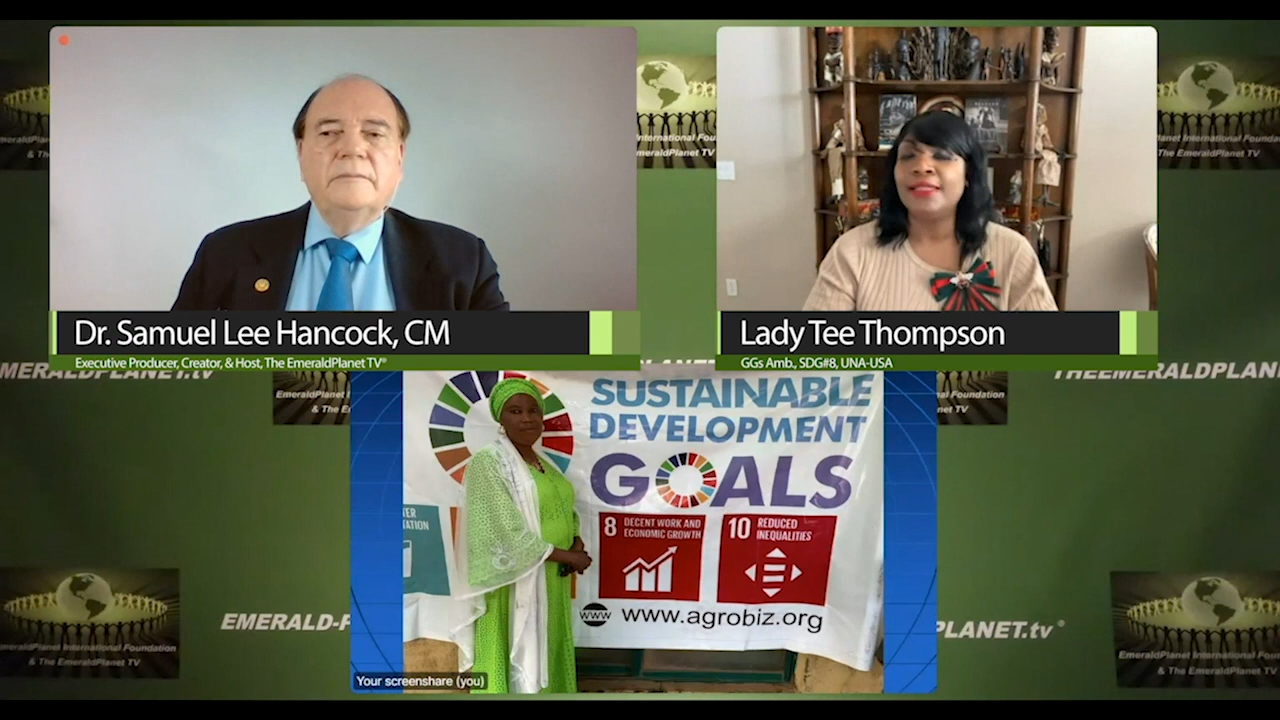 Dr. Samuel Lee Hancock, CM
Executive Producer, Creator, & Host, The EmeraldPlanet TV®
Lady Tee Thompson
GGs Amb., SDG#8, UNA-USA
SUSTAINABLE
DEVELOPMENT
GOALS
8 DECENT WORK AND
ECONOMIC GROWTH
10 REDUCED
INEQUALITIES
www
www.agrobiz.org
Your screenshare (you)
EmeraldPlanet International Foundation
& The EmeraldPlanet TV
EMERALD-P
PLANET.tv®
THEEMERALDPLANE
MERALDPLANET.tv